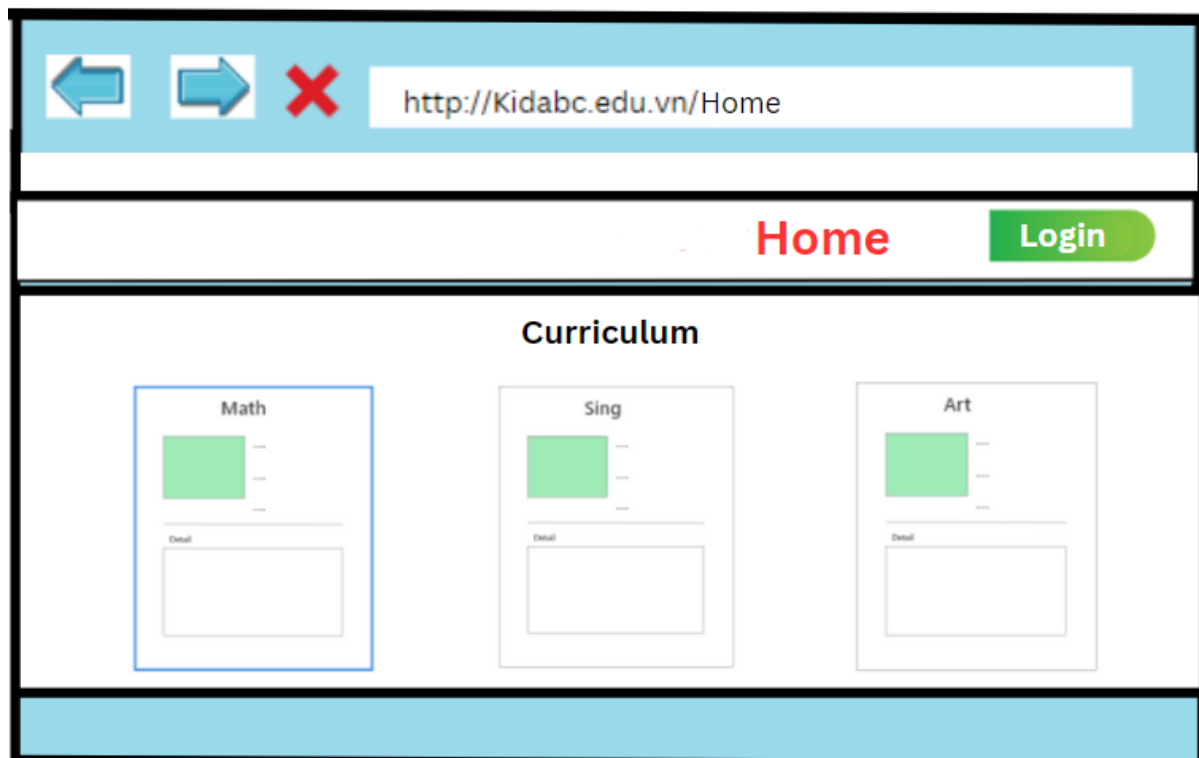 http://Kidabc.edu.vn/Home
Home
Login
Curriculum
Math
Detail
Sing
Detail
Art
Detail